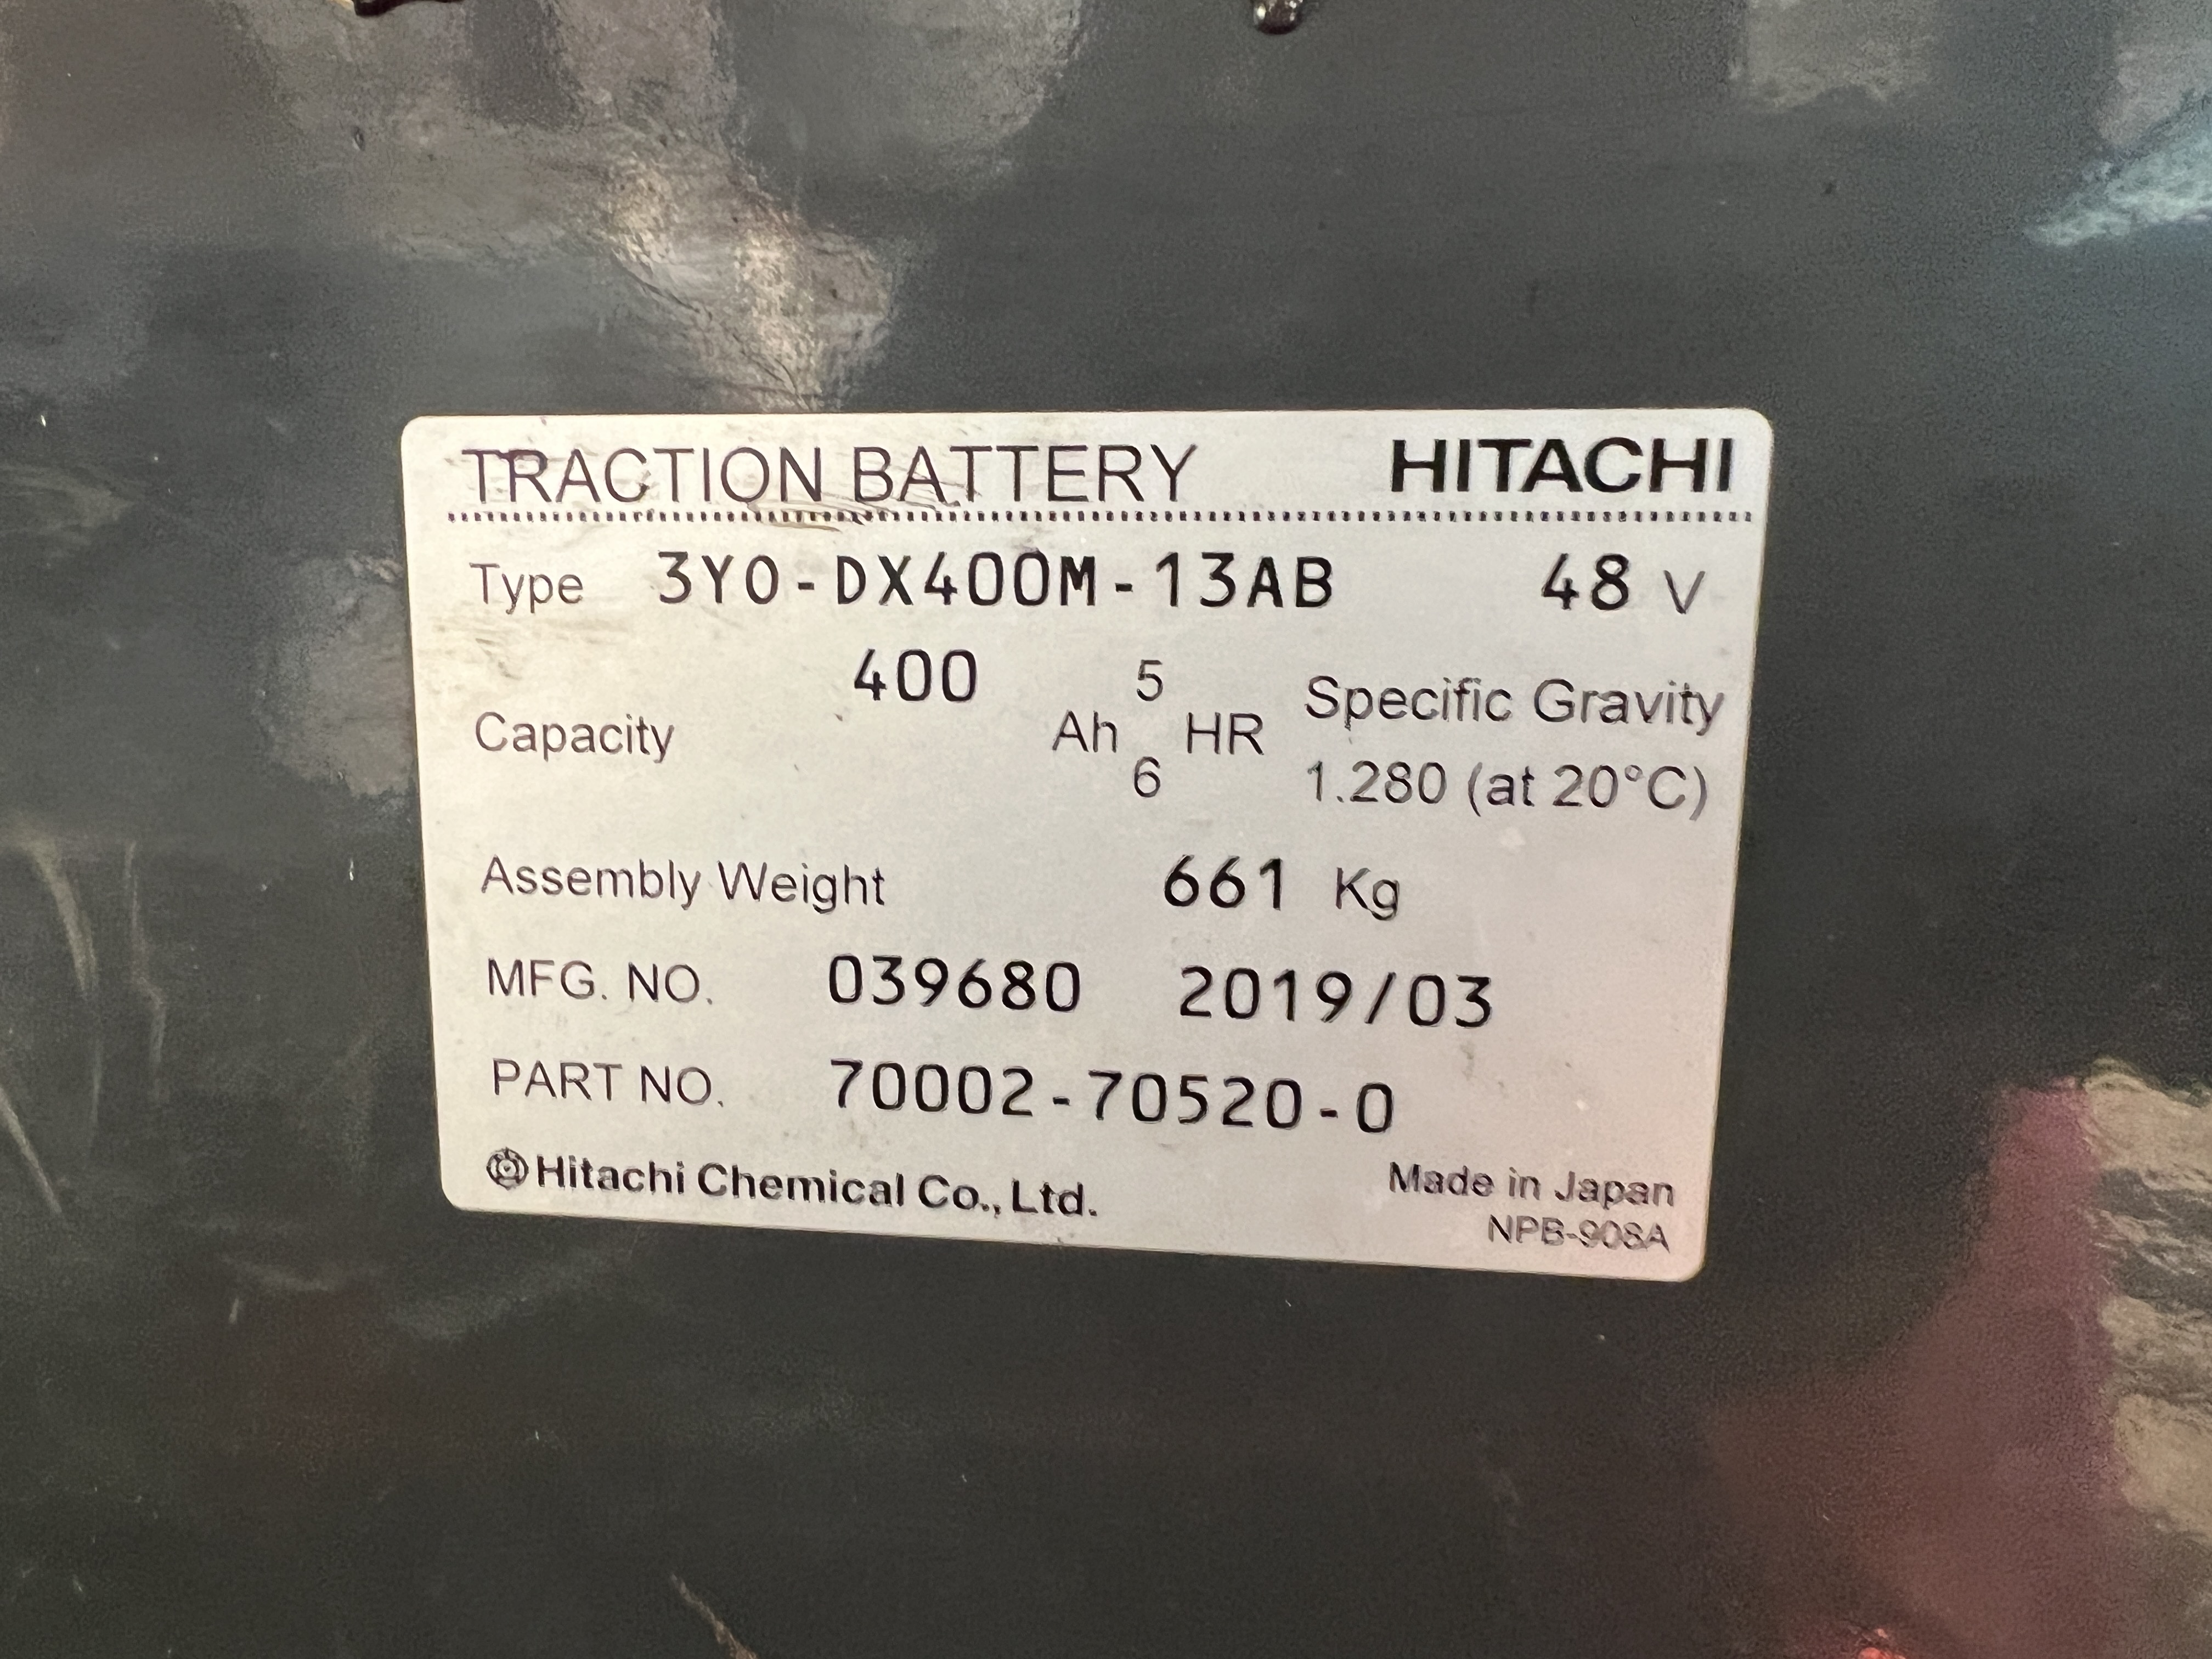 TRACTION BATTERY HITACHI
Type 3Y0-DX400M-13AB 48 V
400 5
Capacity Ah HR Specific Gravity
6 1.280 (at 20°C)
Assembly Weight 661 Kg
MFG. NO. 039680 2019/03
PART NO. 70002-70520-0
Hitachi Chemical Co., Ltd. Made in Japan
NPB-908A